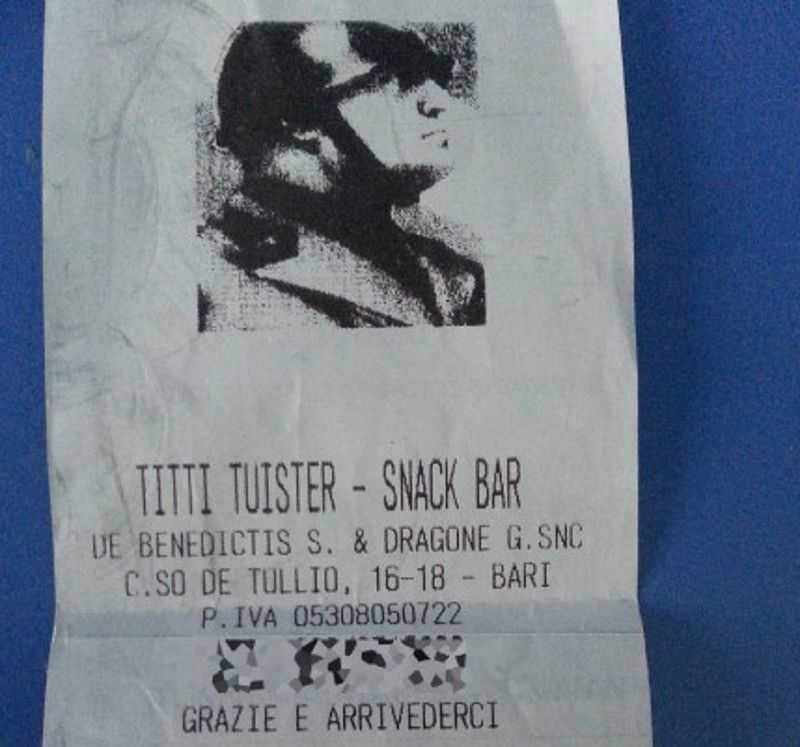 TITTI TUISTER - SNACK BAR
DE BENEDICTIS S. & DRAGONE G.SNC
C.SO DE TULLIO, 16-18 - BARI
P.IVA 05308050722
GRAZIE E ARRIVEDERCI